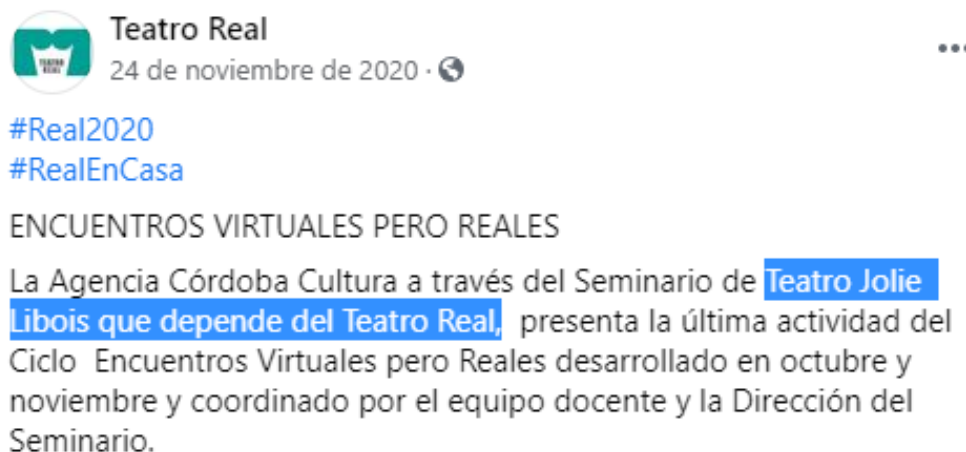 Teatro Real
24 de noviembre de 2020 ·
#Real2020
#RealEnCasa
ENCUENTROS VIRTUALES PERO REALES
La Agencia Córdoba Cultura a través del Seminario de Teatro Jolie
Libois que depende del Teatro Real, presenta la última actividad del
Ciclo Encuentros Virtuales pero Reales desarrollado en octubre y
noviembre y coordinado por el equipo docente y la Dirección del
Seminario.